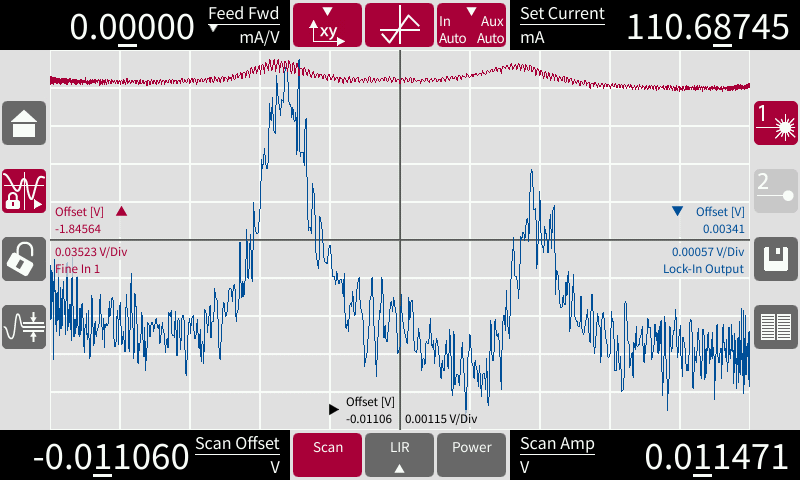 0.00000 Feed Fwd
mA/V
xy
In Aux
Auto Auto
Set Current 110.68745
mA
1
2
Offset [V]
-1.84564
0.03523 V/Div
Fine In 1
Offset [V]
0.00341
0.00057 V/Div
Lock-In Output
Offset [V]
-0.01106 0.00115 V/Div
-0.011060 Scan Offset
V
Scan
LIR
Power
Scan Amp 0.011471
V